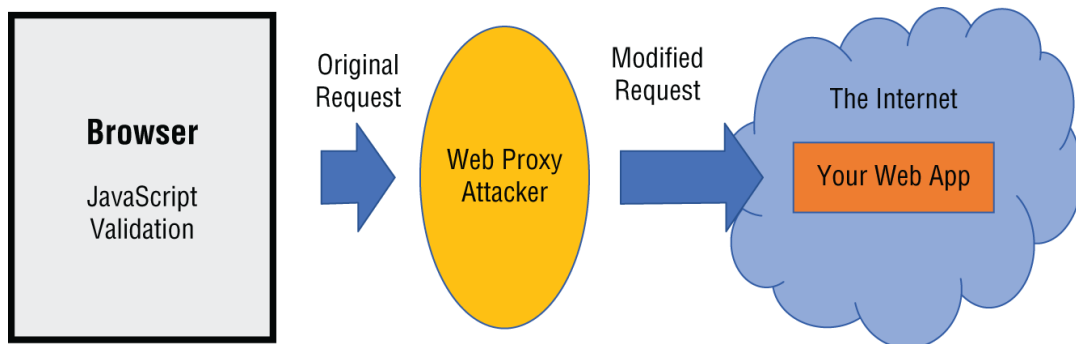 Browser
JavaScript
Validation
Original
Request
Web Proxy
Attacker
Modified
Request
The Internet
Your Web App